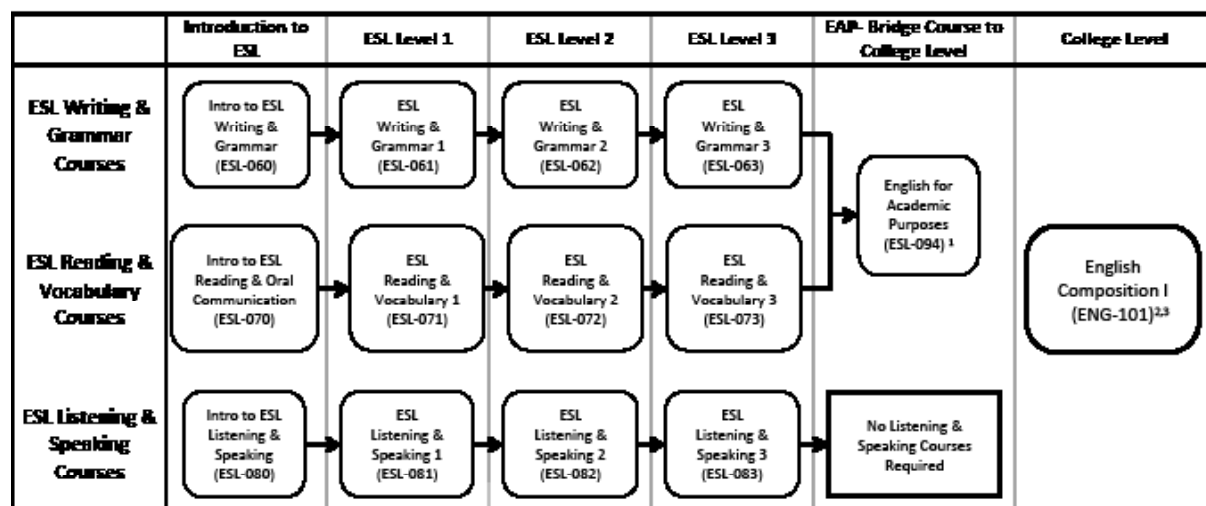 Introduction to
ESL
ESL Level 1
ESL Level 2
ESL Level 3
EAP- Bridge Course to
College Level
College Level
ESL Writing &
Grammar
Courses
Intro to ESL
Writing &
Grammar
(ESL-060)
ESL
Writing &
Grammar 1
(ESL-061)
ESL
Writing &
Grammar 2
(ESL-062)
ESL
Writing &
Grammar 3
(ESL-063)
English for
Academic
Purposes
(ESL-094) ¹
ESL Reading &
Vocabulary
Courses
Intro to ESL
Reading & Oral
Communication
(ESL-070)
ESL
Reading &
Vocabulary 1
(ESL-071)
ESL
Reading &
Vocabulary 2
(ESL-072)
ESL
Reading &
Vocabulary 3
(ESL-073)
English
Composition I
(ENG-101)²,³
ESL Listening &
Speaking
Courses
Intro to ESL
Listening &
Speaking
(ESL-080)
ESL
Listening &
Speaking 1
(ESL-081)
ESL
Listening &
Speaking 2
(ESL-082)
ESL
Listening &
Speaking 3
(ESL-083)
No Listening &
Speaking Courses
Required